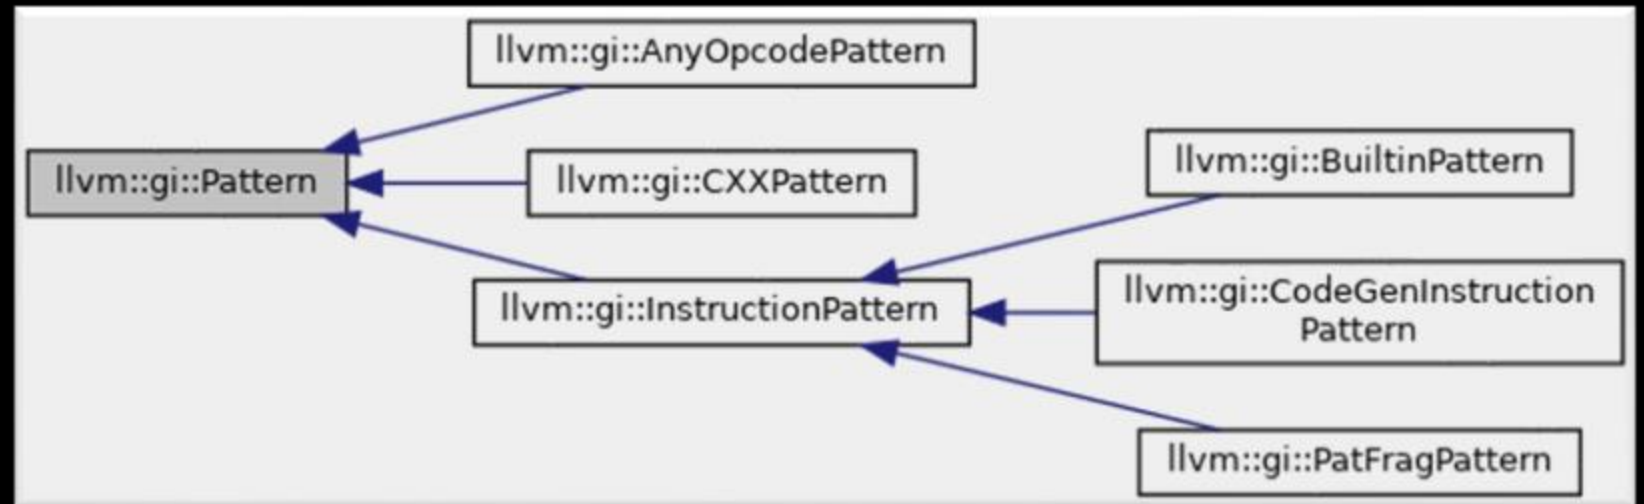 llvm::gi::AnyOpcodePattern
llvm::gi::Pattern
llvm::gi::CXXPattern
llvm::gi::BuiltinPattern
llvm::gi::InstructionPattern
llvm::gi::CodeGenInstruction
Pattern
llvm::gi::PatFragPattern